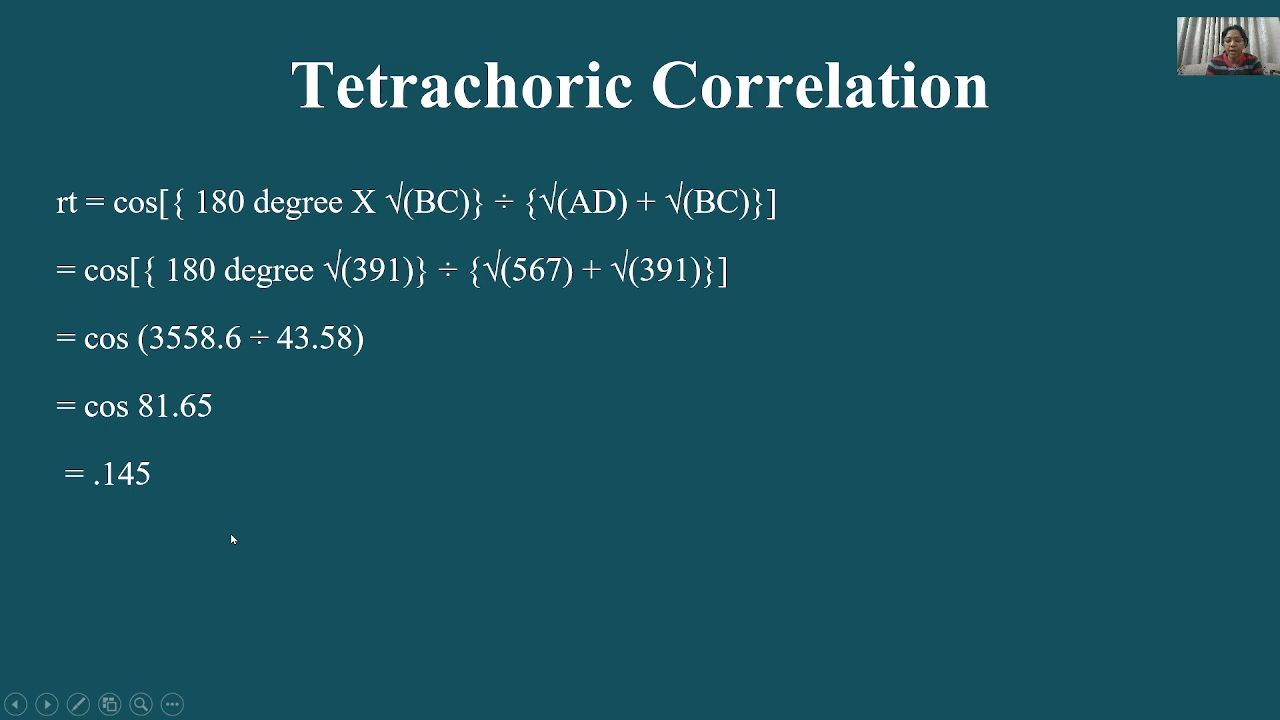 Tetrachoric Correlation
rt = cos[{ 180 degree X √(BC)} ÷ {√(AD) + √(BC)}]
= cos[{ 180 degree √(391)} ÷ {√(567) + √(391)}]
= cos (3558.6 ÷ 43.58)
= cos 81.65
= .145